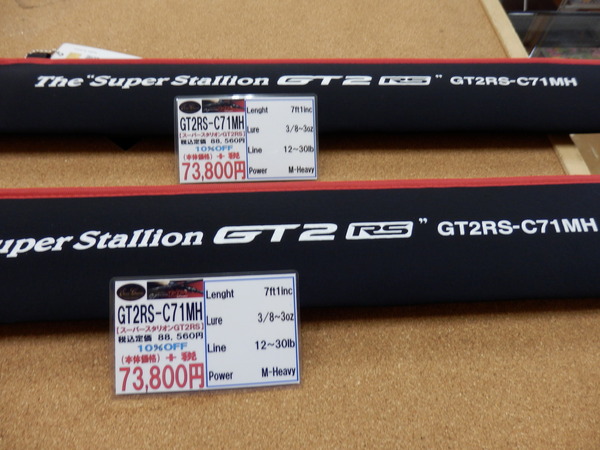 The "Super Stallion GT2 RS" GT2RS-C71MH
GT2RS-C71MH
[スーパースタリオンGT2RS]
税込定価 88,560円
10%OFF
(本体価格)+税
73,800円
Lenght 7ft1inc
Lure 3/8~3oz
Line 12~30lb
Power M-Heavy
uper Stallion GT2 RS" GT2RS-C71MH
GT2RS-C71MH
[スーパースタリオンGT2RS]
税込定価 88,560円
10%OFF
(本体価格)+税
73,800円
Lenght 7ft1inc
Lure 3/8~3oz
Line 12~30lb
Power M-Heavy